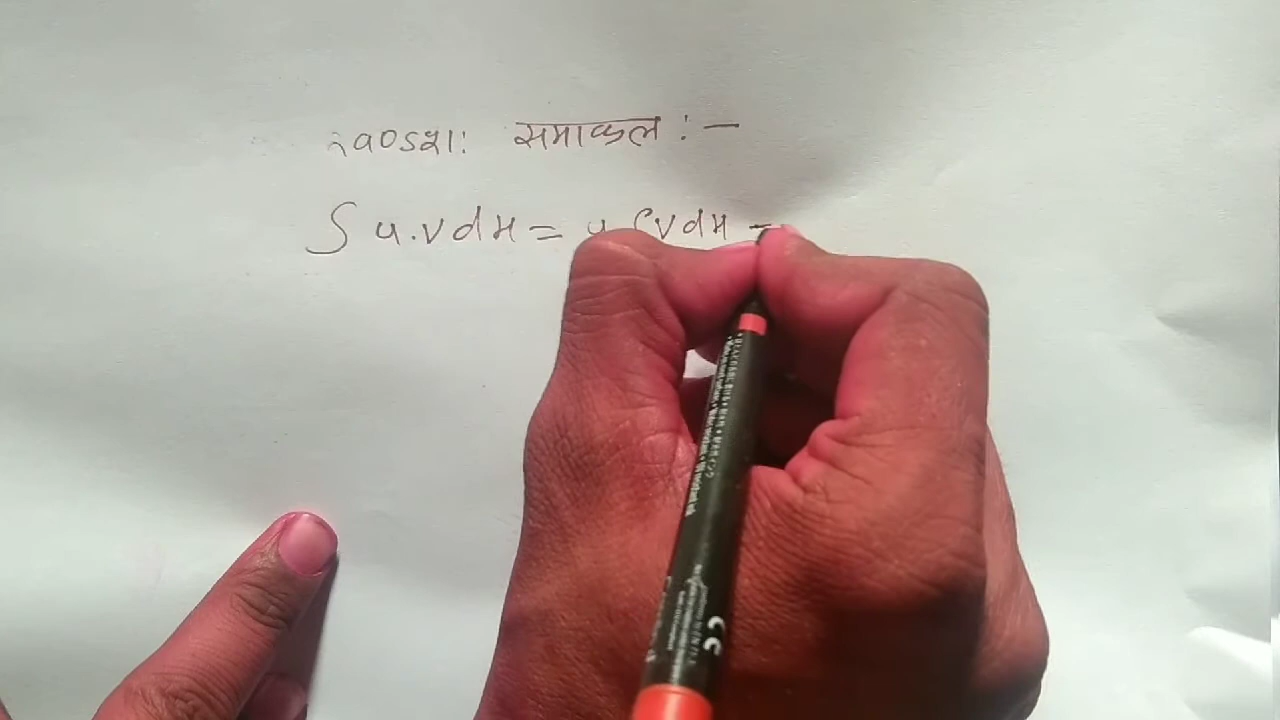 खण्डशः समाकल :-
∫ u.v dx = u ∫v dx -